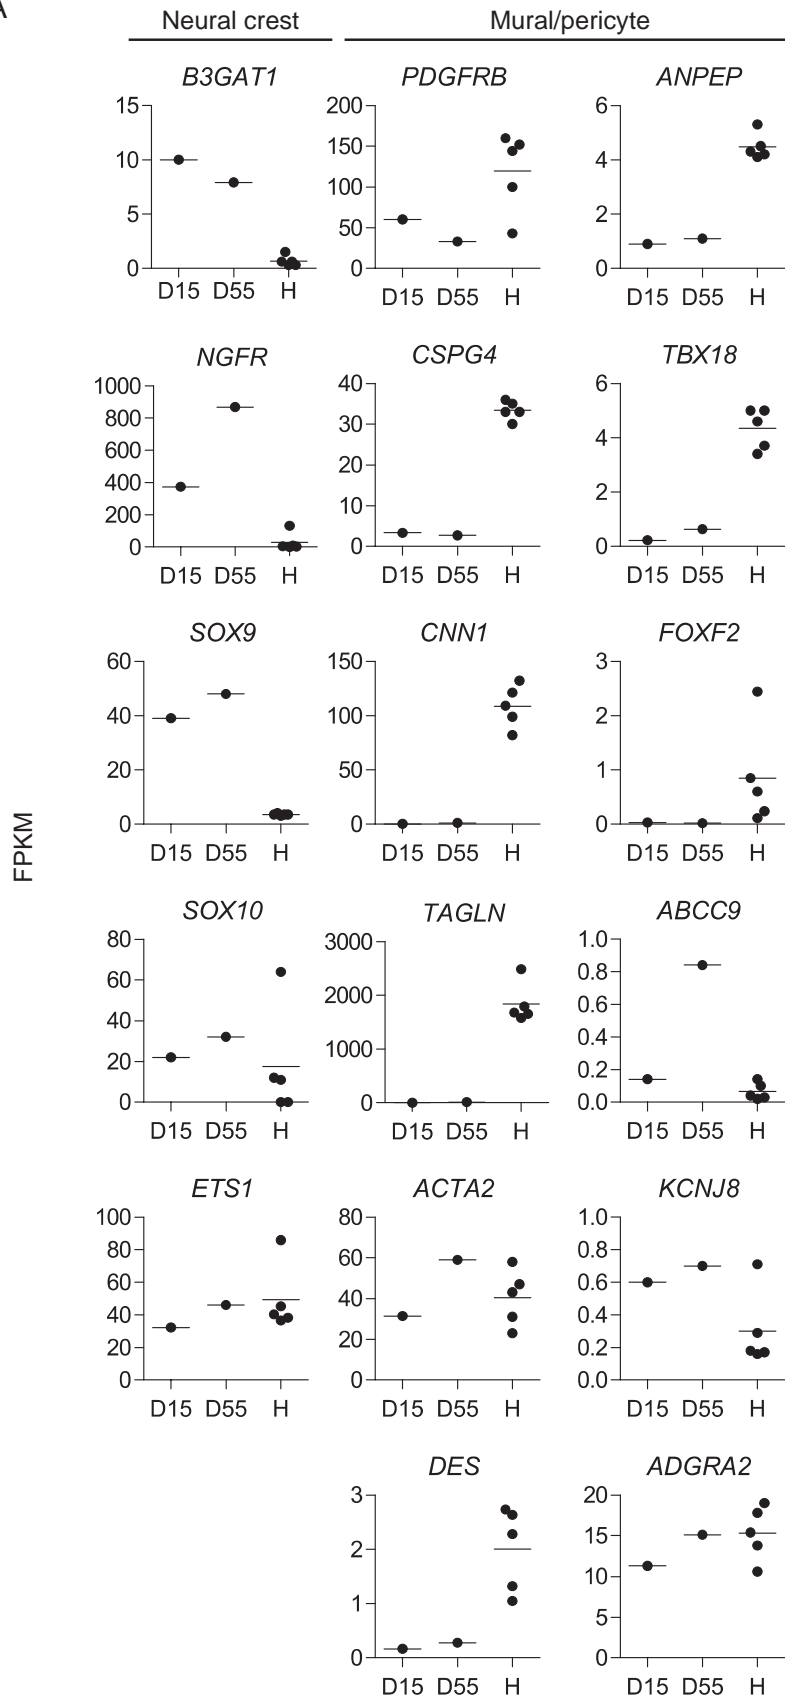 A
Neural crest Mural/pericyte
B3GAT1 PDGFRB ANPEP
15 200 6
150
10 4
100
5 2
50
0 0 0
D15 D55 H D15 D55 H D15 D55 H
NGFR CSPG4 TBX18
1000 40 6
800 30
600 4
20
400 2
200 10
0 0 0
D15 D55 H D15 D55 H D15 D55 H
SOX9 CNN1 FOXF2
60 150 3
40 100 2
20 50 1
0 0 0
D15 D55 H D15 D55 H D15 D55 H
FPKM
SOX10 TAGLN ABCC9
80 3000 1.0
0.8
60 2000
0.6
40
0.4
20 1000
0.2
0 0 0.0
D15 D55 H D15 D55 H D15 D55 H
ETS1 ACTA2 KCNJ8
100 80 1.0
80 60 0.8
60 0.6
40
40 0.4
20 20 0.2
0 0 0.0
D15 D55 H D15 D55 H D15 D55 H
DES ADGRA2
3 20
15
2
10
1
5
0 0
D15 D55 H D15 D55 H